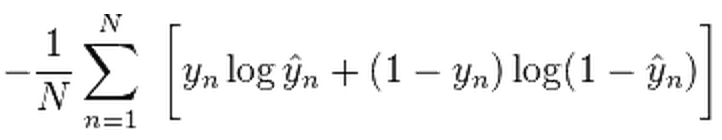 $-\frac{1}{N}\sum_{n=1}^{N}\left[y_n \log \hat{y}_n + (1 - y_n)\log(1 - \hat{y}_n)\right]$